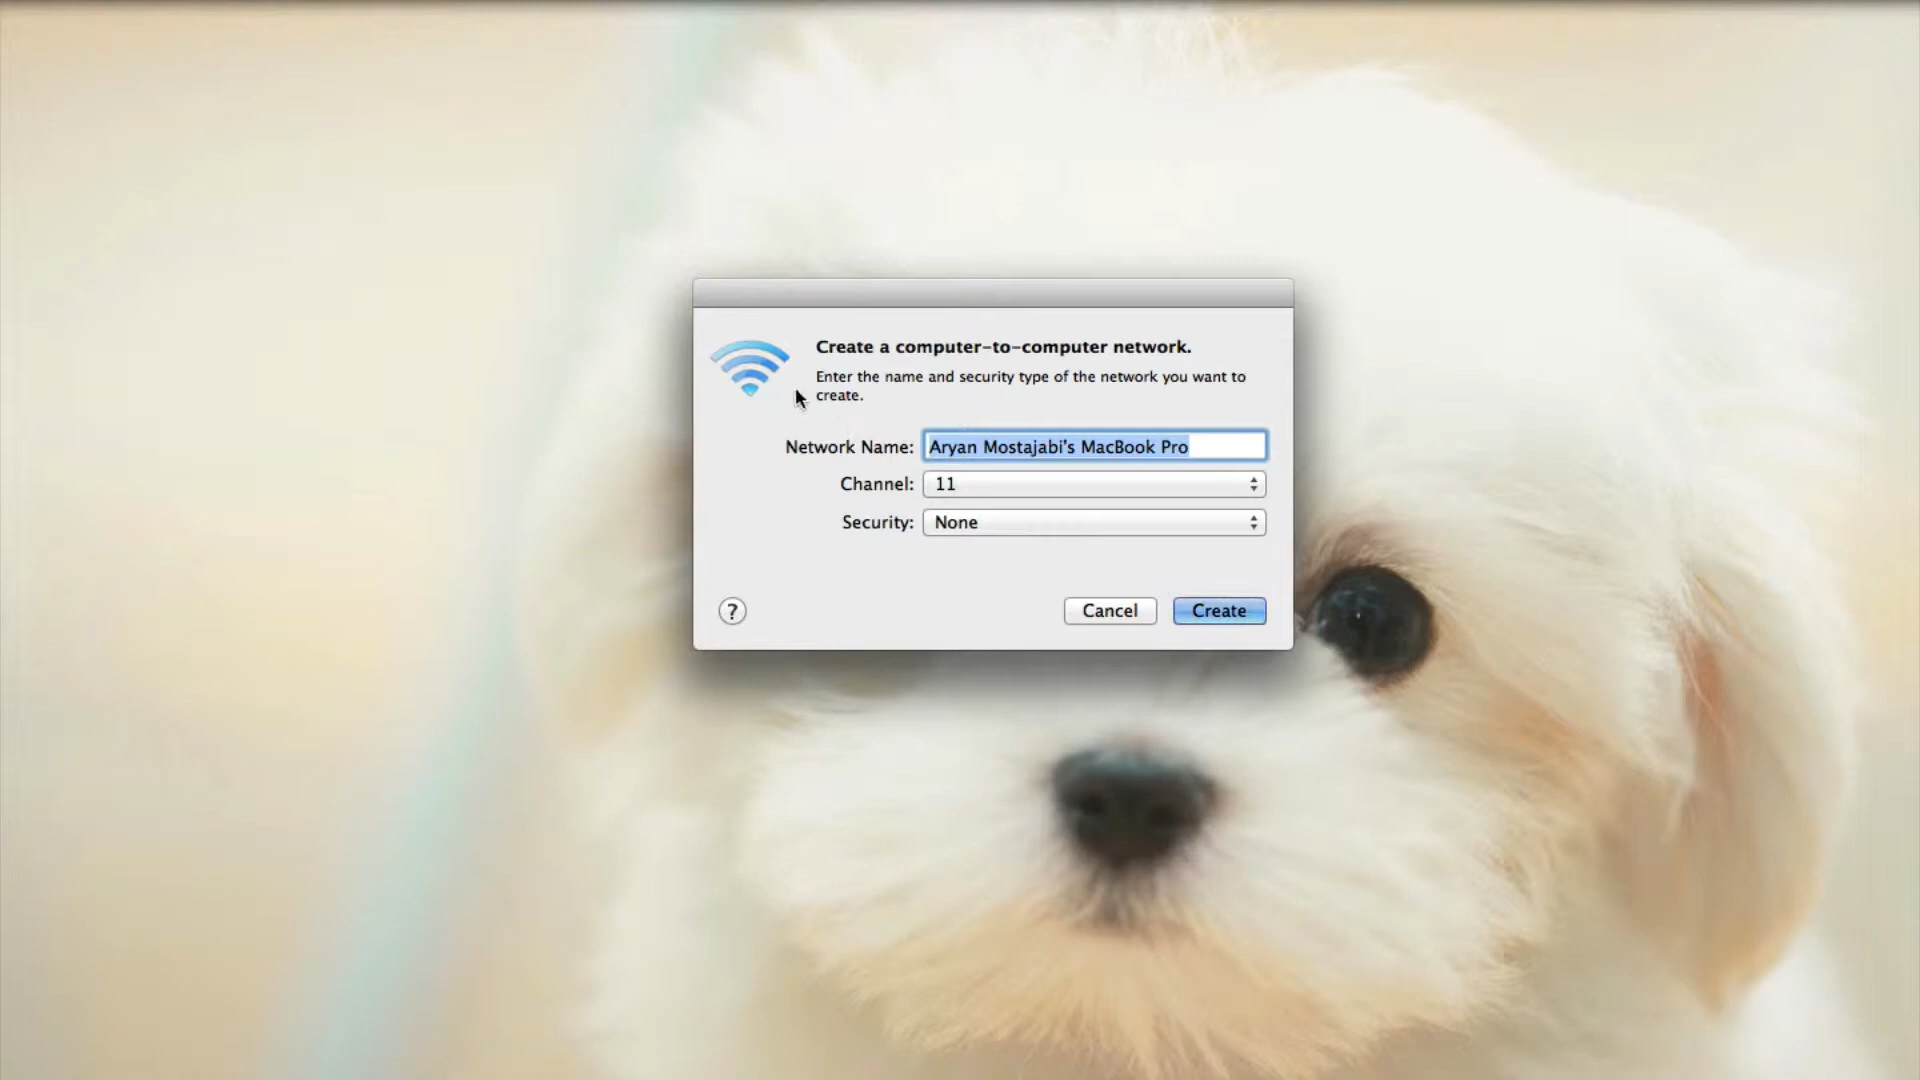 Create a computer-to-computer network.
Enter the name and security type of the network you want to
create.
Network Name: Aryan Mostajabi's MacBook Pro
Channel: 11
Security: None
? Cancel Create